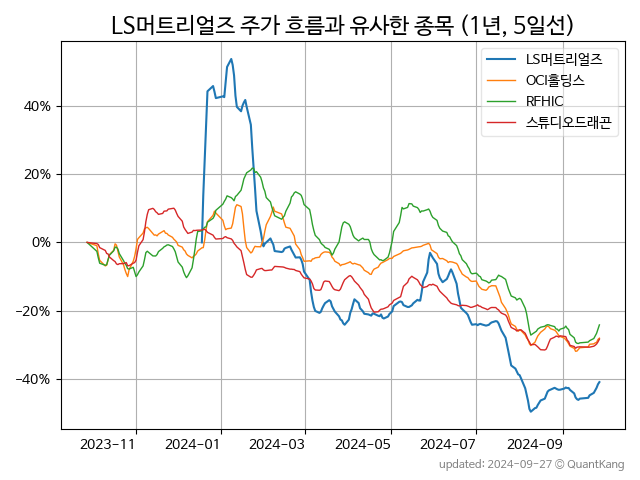 LS머트리얼즈 주가 흐름과 유사한 종목 (1년, 5일선)
LS머트리얼즈
OCI홀딩스
RFHIC
스튜디오드래곤
40%
20%
0%
−20%
−40%
2023−11
2024−01
2024−03
2024−05
2024−07
2024−09
updated: 2024-09-27 © QuantKang